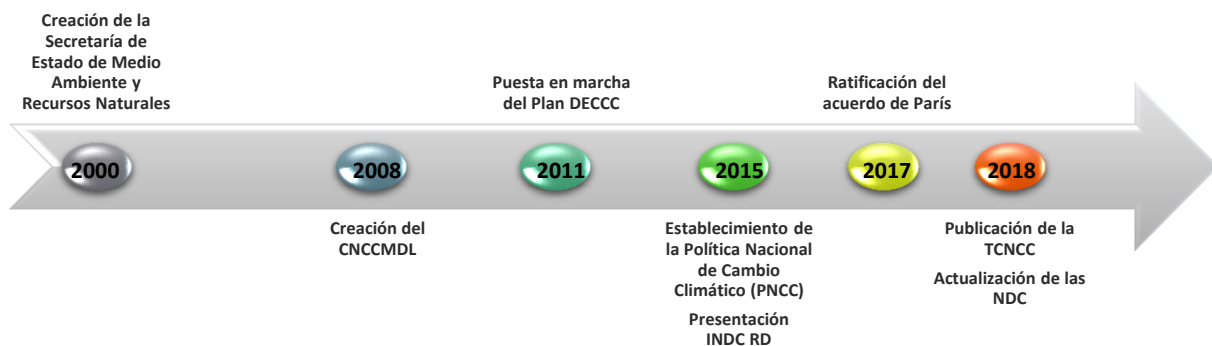 Creación de la
Secretaría de
Estado de Medio
Ambiente y
Recursos Naturales
2000
2008
Creación del
CNCCMDL
Puesta en marcha
del Plan DECCC
2011
2015
Establecimiento de
la Política Nacional
de Cambio
Climático (PNCC)
Presentación
INDC RD
Ratificación del
acuerdo de París
2017
2018
Publicación de la
TCNCC
Actualización de las
NDC